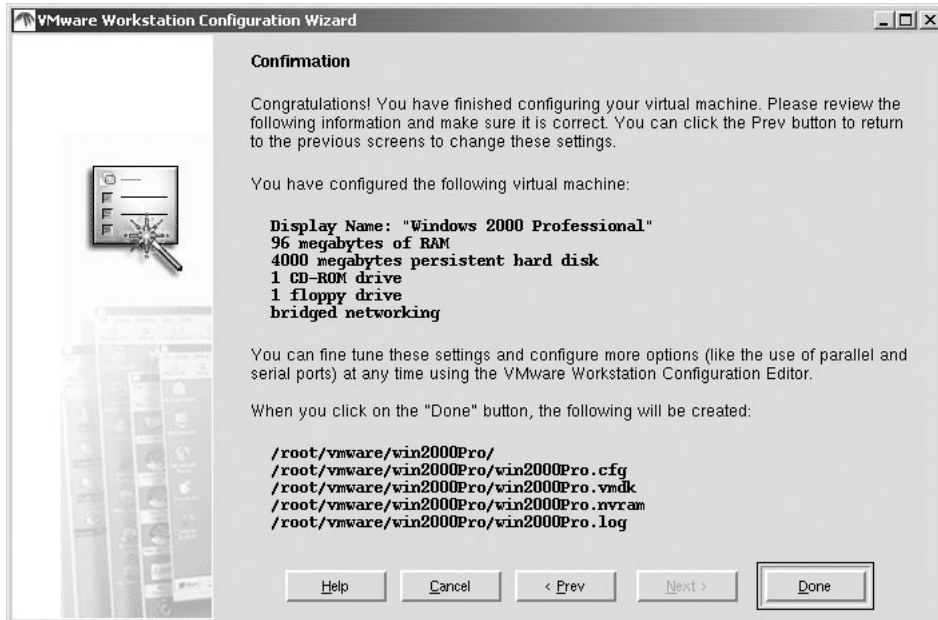 VMware Workstation Configuration Wizard
Confirmation
Congratulations! You have finished configuring your virtual machine. Please review the
following information and make sure it is correct. You can click the Prev button to return
to the previous screens to change these settings.
You have configured the following virtual machine:
Display Name: "Windows 2000 Professional"
96 megabytes of RAM
4000 megabytes persistent hard disk
1 CD-ROM drive
1 floppy drive
bridged networking
You can fine tune these settings and configure more options (like the use of parallel and
serial ports) at any time using the VMware Workstation Configuration Editor.
When you click on the "Done" button, the following will be created:
/root/vmware/win2000Pro/
/root/vmware/win2000Pro/win2000Pro.cfg
/root/vmware/win2000Pro/win2000Pro.vmdk
/root/vmware/win2000Pro/win2000Pro.nvram
/root/vmware/win2000Pro/win2000Pro.log
Help Cancel < Prev Next > Done